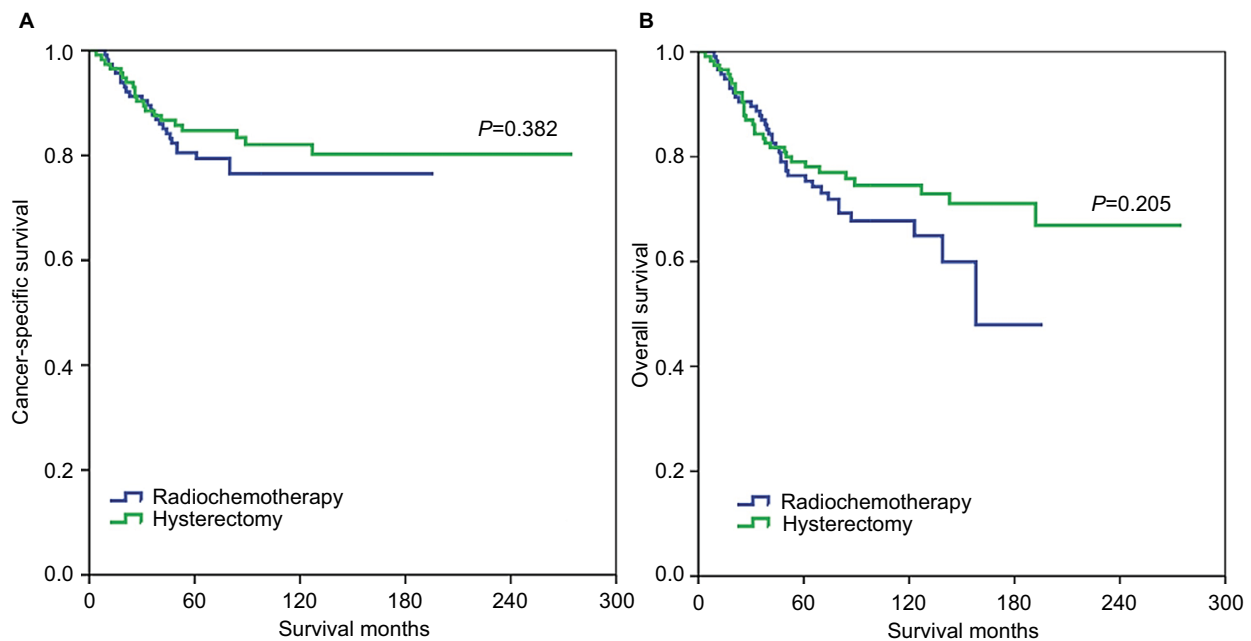 A
Cancer-specific survival
1.0
0.8
0.6
0.4
0.2
0.0
P=0.382
Radiochemotherapy
Hysterectomy
0 60 120 180 240 300
Survival months
B
Overall survival
1.0
0.8
0.6
0.4
0.2
0.0
P=0.205
Radiochemotherapy
Hysterectomy
0 60 120 180 240 300
Survival months